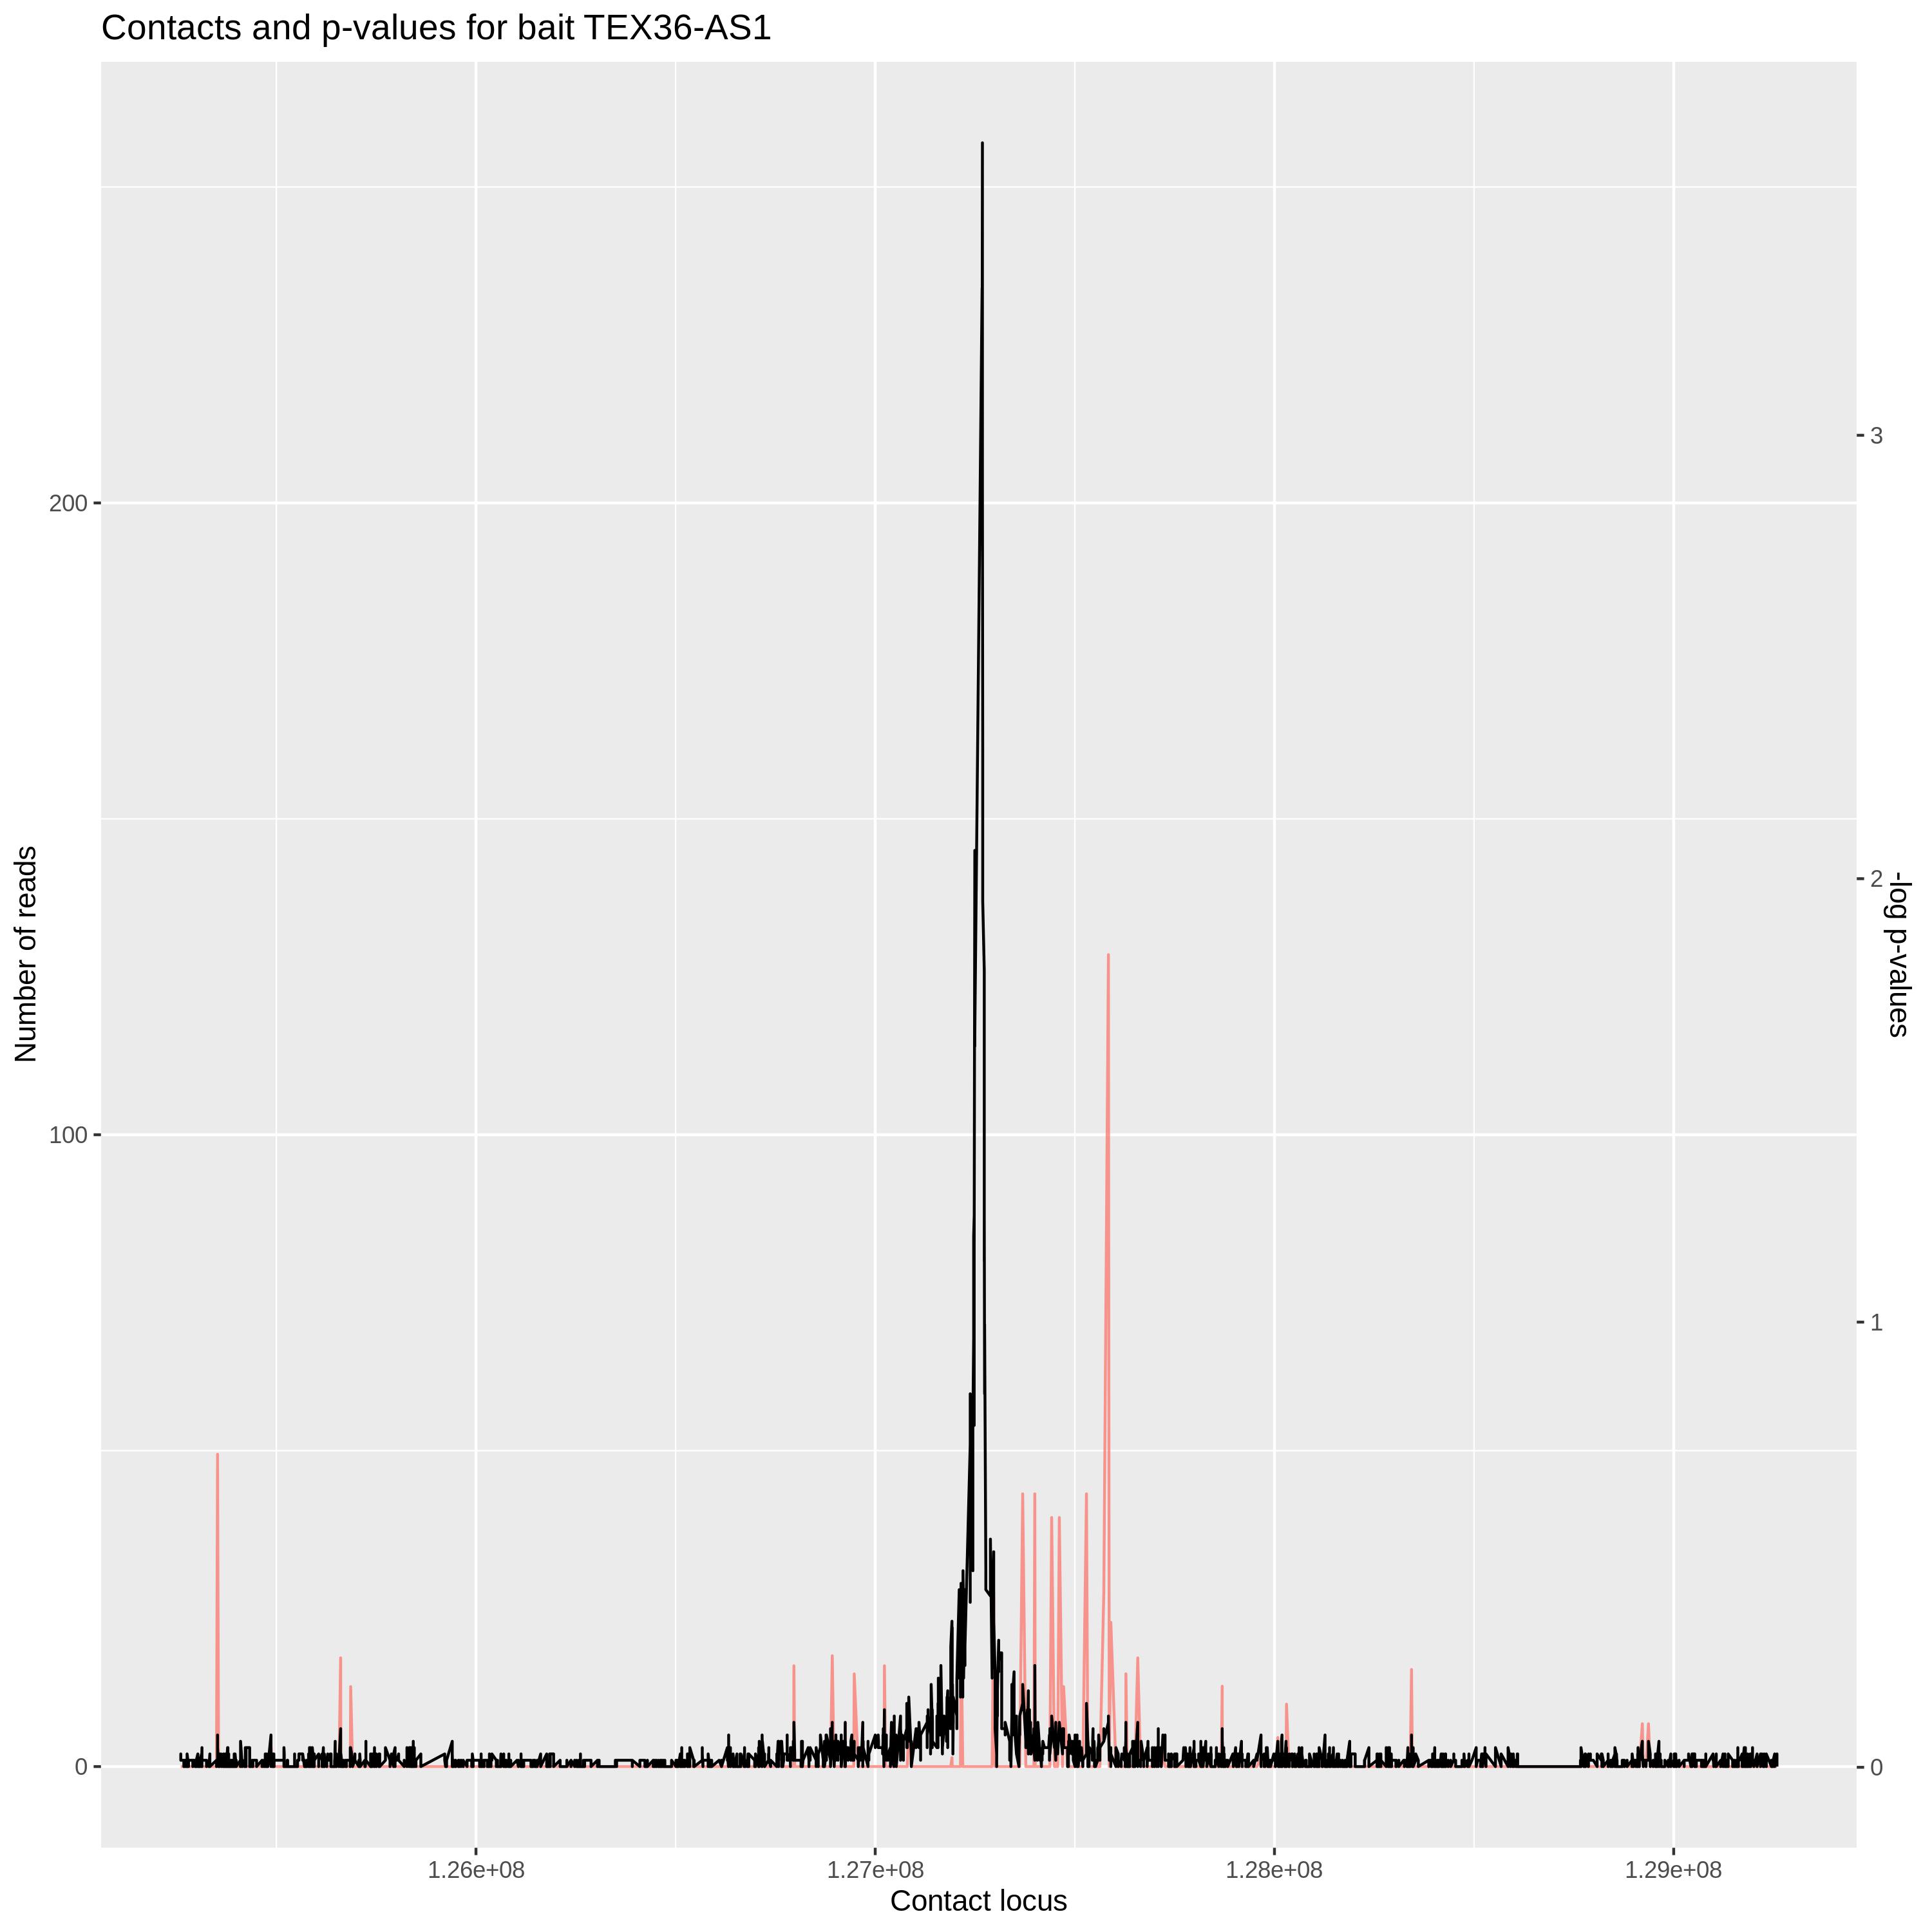 Contacts and p-values for bait TEX36-AS1
Number of reads
200
100
0
3
2
1
0
-log p-values
1.26e+08
1.27e+08
1.28e+08
1.29e+08
Contact locus